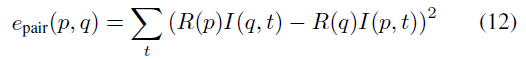 e_pair(p, q) = ∑_t (R(p)I(q, t) − R(q)I(p, t))² (12)